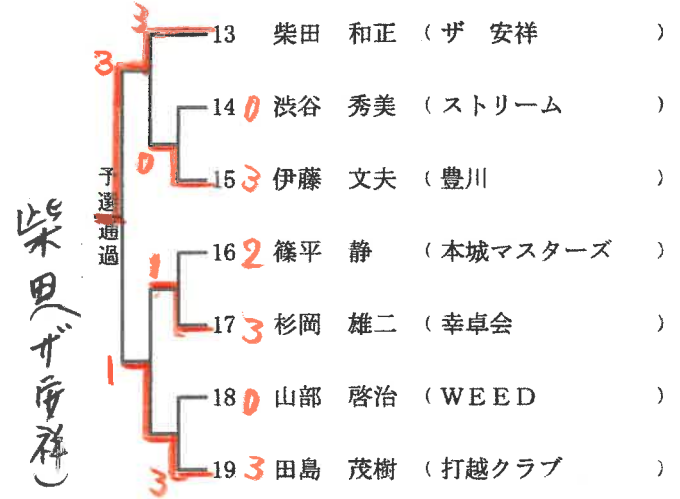 3
13 柴田 和正 (ザ 安祥)
3
14 0 渋谷 秀美 (ストリーム)
0
15 3 伊藤 文夫 (豊川)
予選通過
柴田(ザ安祥)
16 2 篠平 静 (本城マスターズ)
1
17 3 杉岡 雄二 (幸卓会)
1
18 0 山部 啓治 (WEED)
19 3 田島 茂樹 (打越クラブ)
3